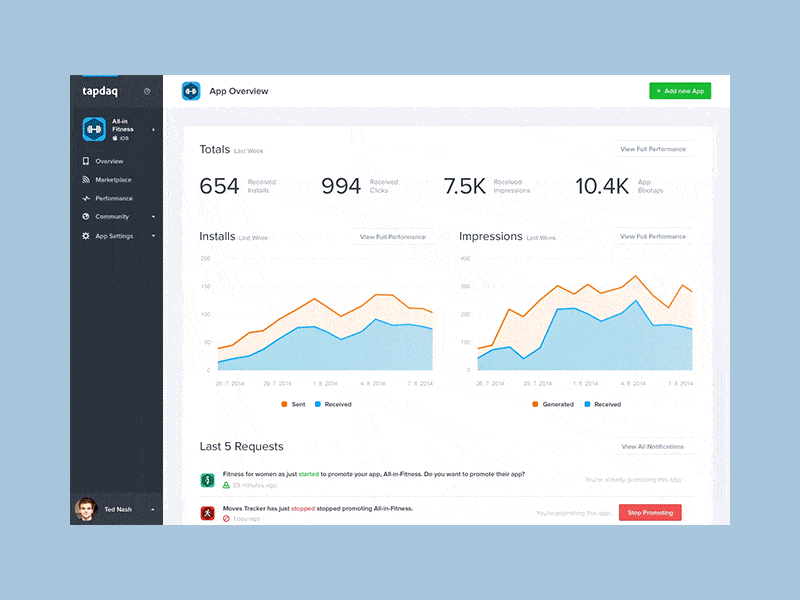 tapdaq
App Overview
+ Add new App
All-in
Fitness
iOS
Overview
Marketplace
Performance
Community
App Settings
Ted Nash
Totals Last Week
View Full Performance
654 Received Installs
994 Received Clicks
7.5K Received Impressions
10.4K App Bootups
Installs Last Week
View Full Performance
200
150
100
50
0
26. 7. 2014 29. 7. 2014 1. 8. 2014 4. 8. 2014 7. 8. 2014
Sent Received
Impressions Last Week
View Full Performance
400
300
200
100
0
26. 7. 2014 29. 7. 2014 1. 8. 2014 4. 8. 2014 7. 8. 2014
Generated Received
Last 5 Requests
View All Notifications
Fitness for women as just started to promote your app, All-in-Fitness. Do you want to promote their app?
33 minutes ago
You're already promoting this app.
Moves Tracker has just stopped stopped promoting All-in-Fitness.
1 day ago
You're promoting this app.
Stop Promoting